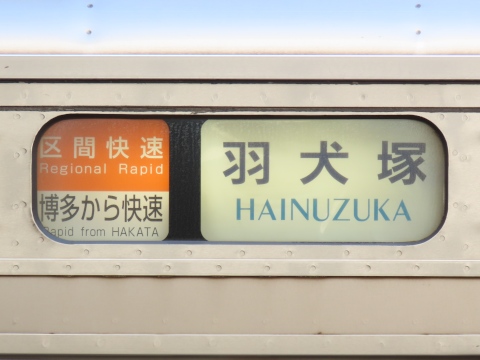 区間快速
Regional Rapid
博多から快速
Rapid from HAKATA
羽犬塚
HAINUZUKA